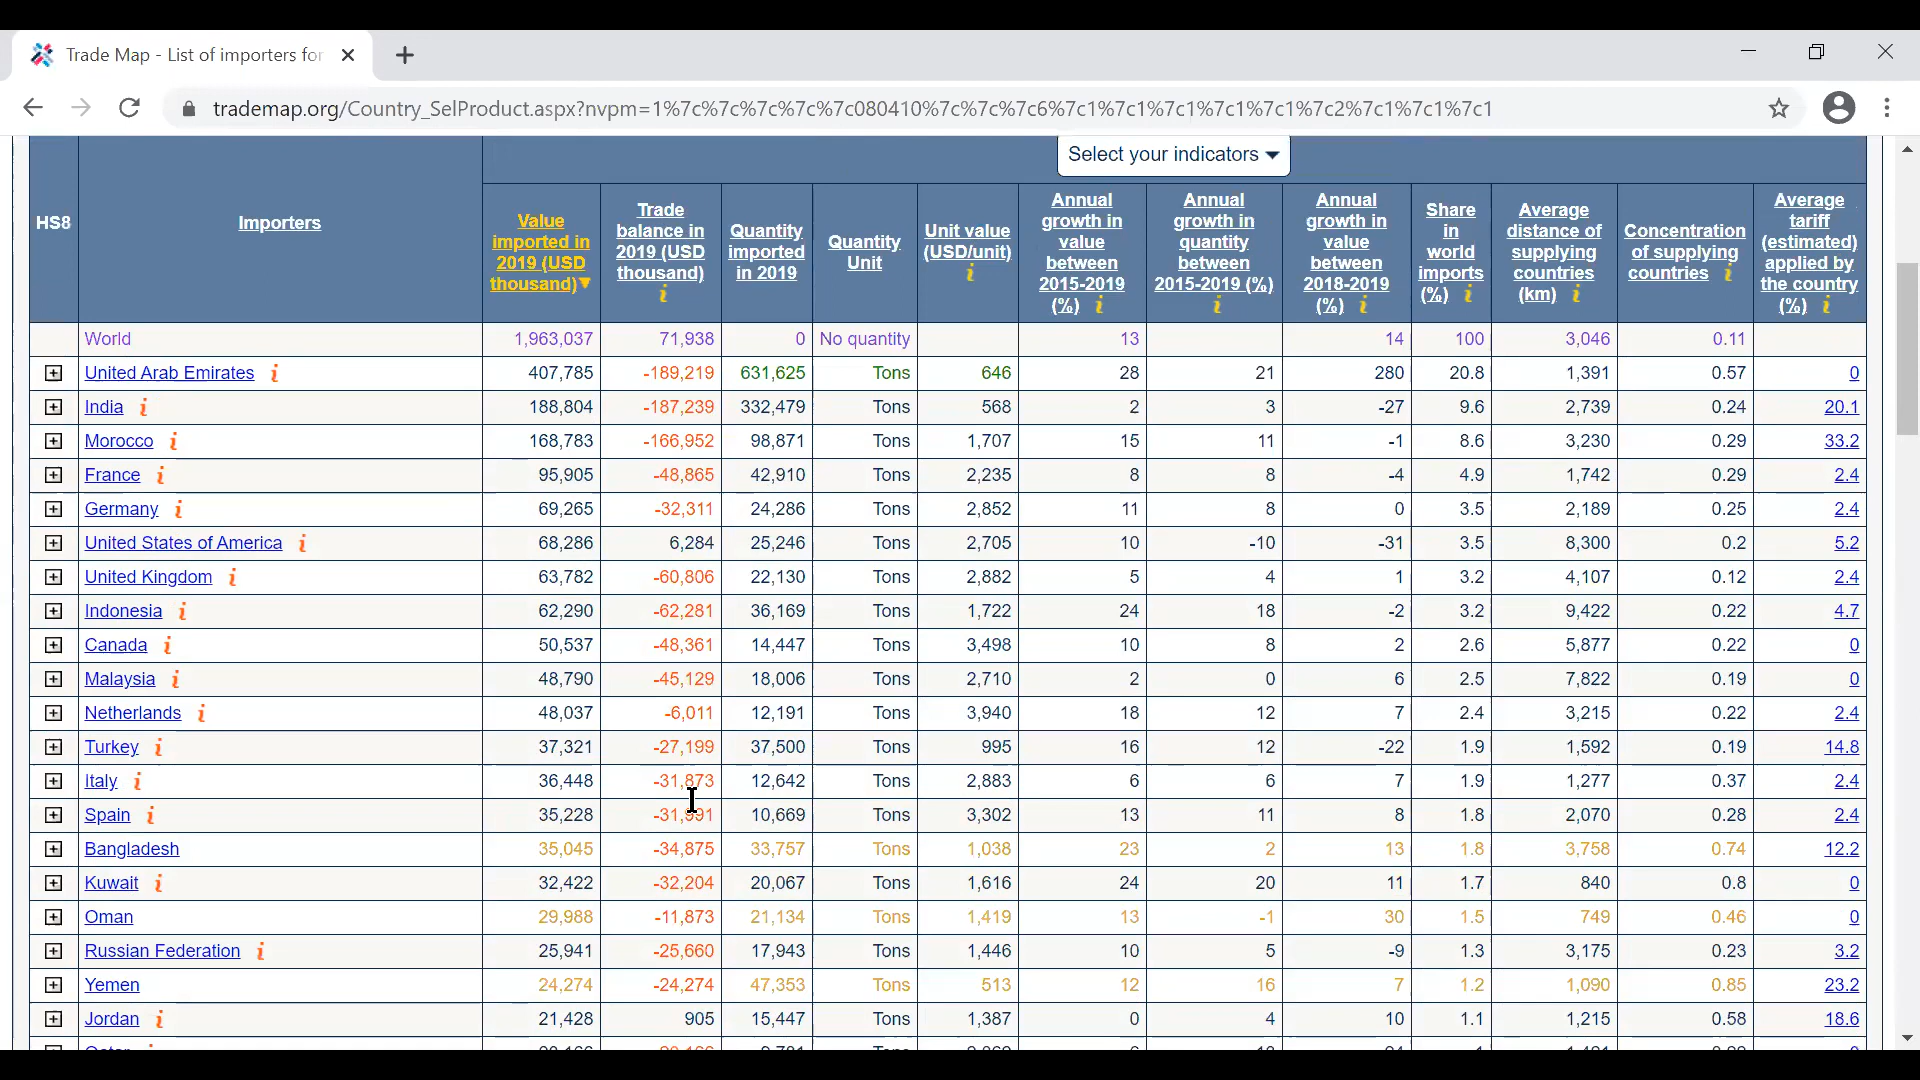 Trade Map - List of importers for
trademap.org/Country_SelProduct.aspx?nvpm=1%7c%7c%7c%7c%7c080410%7c%7c%7c6%7c1%7c1%7c1%7c1%7c1%7c2%7c1%7c1%7c1
Select your indicators
HS8 Importers Value imported in 2019 (USD thousand)▼ Trade balance in 2019 (USD thousand) i Quantity imported in 2019 Quantity Unit Unit value (USD/unit) i Annual growth in value between 2015-2019 (%) i Annual growth in quantity between 2015-2019 (%) i Annual growth in value between 2018-2019 (%) i Share in world imports (%) i Average distance of supplying countries (km) i Concentration of supplying countries i Average tariff (estimated) applied by the country (%) i
World 1,963,037 71,938 0 No quantity 13 14 100 3,046 0.11
United Arab Emirates i 407,785 -189,219 631,625 Tons 646 28 21 280 20.8 1,391 0.57 0
India i 188,804 -187,239 332,479 Tons 568 2 3 -27 9.6 2,739 0.24 20.1
Morocco i 168,783 -166,952 98,871 Tons 1,707 15 11 -1 8.6 3,230 0.29 33.2
France i 95,905 -48,865 42,910 Tons 2,235 8 8 -4 4.9 1,742 0.29 2.4
Germany i 69,265 -32,311 24,286 Tons 2,852 11 8 0 3.5 2,189 0.25 2.4
United States of America i 68,286 6,284 25,246 Tons 2,705 10 -10 -31 3.5 8,300 0.2 5.2
United Kingdom i 63,782 -60,806 22,130 Tons 2,882 5 4 1 3.2 4,107 0.12 2.4
Indonesia i 62,290 -62,281 36,169 Tons 1,722 24 18 -2 3.2 9,422 0.22 4.7
Canada i 50,537 -48,361 14,447 Tons 3,498 10 8 2 2.6 5,877 0.22 0
Malaysia i 48,790 -45,129 18,006 Tons 2,710 2 0 6 2.5 7,822 0.19 0
Netherlands i 48,037 -6,011 12,191 Tons 3,940 18 12 7 2.4 3,215 0.22 2.4
Turkey i 37,321 -27,199 37,500 Tons 995 16 12 -22 1.9 1,592 0.19 14.8
Italy i 36,448 -31,873 12,642 Tons 2,883 6 6 7 1.9 1,277 0.37 2.4
Spain i 35,228 -31,991 10,669 Tons 3,302 13 11 8 1.8 2,070 0.28 2.4
Bangladesh 35,045 -34,875 33,757 Tons 1,038 23 2 13 1.8 3,758 0.74 12.2
Kuwait i 32,422 -32,204 20,067 Tons 1,616 24 20 11 1.7 840 0.8 0
Oman 29,988 -11,873 21,134 Tons 1,419 13 -1 30 1.5 749 0.46 0
Russian Federation i 25,941 -25,660 17,943 Tons 1,446 10 5 -9 1.3 3,175 0.23 3.2
Yemen 24,274 -24,274 47,353 Tons 513 12 16 7 1.2 1,090 0.85 23.2
Jordan i 21,428 905 15,447 Tons 1,387 0 4 10 1.1 1,215 0.58 18.6